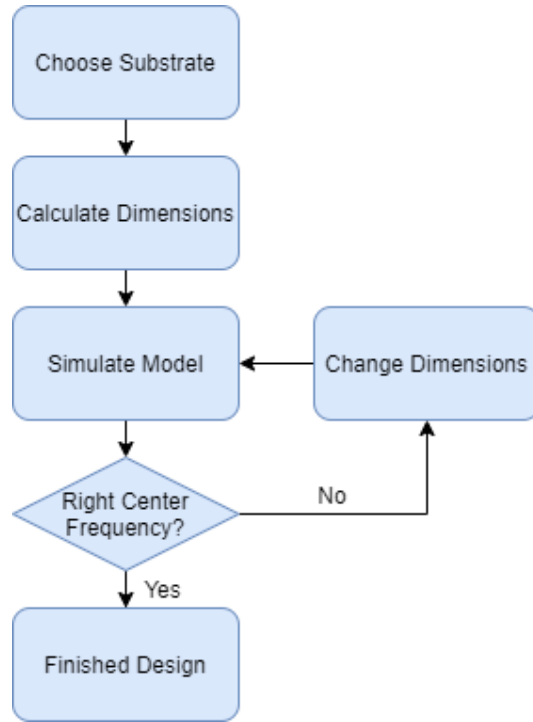 Choose Substrate
Calculate Dimensions
Simulate Model
Change Dimensions
Right Center
Frequency?
No
Yes
Finished Design